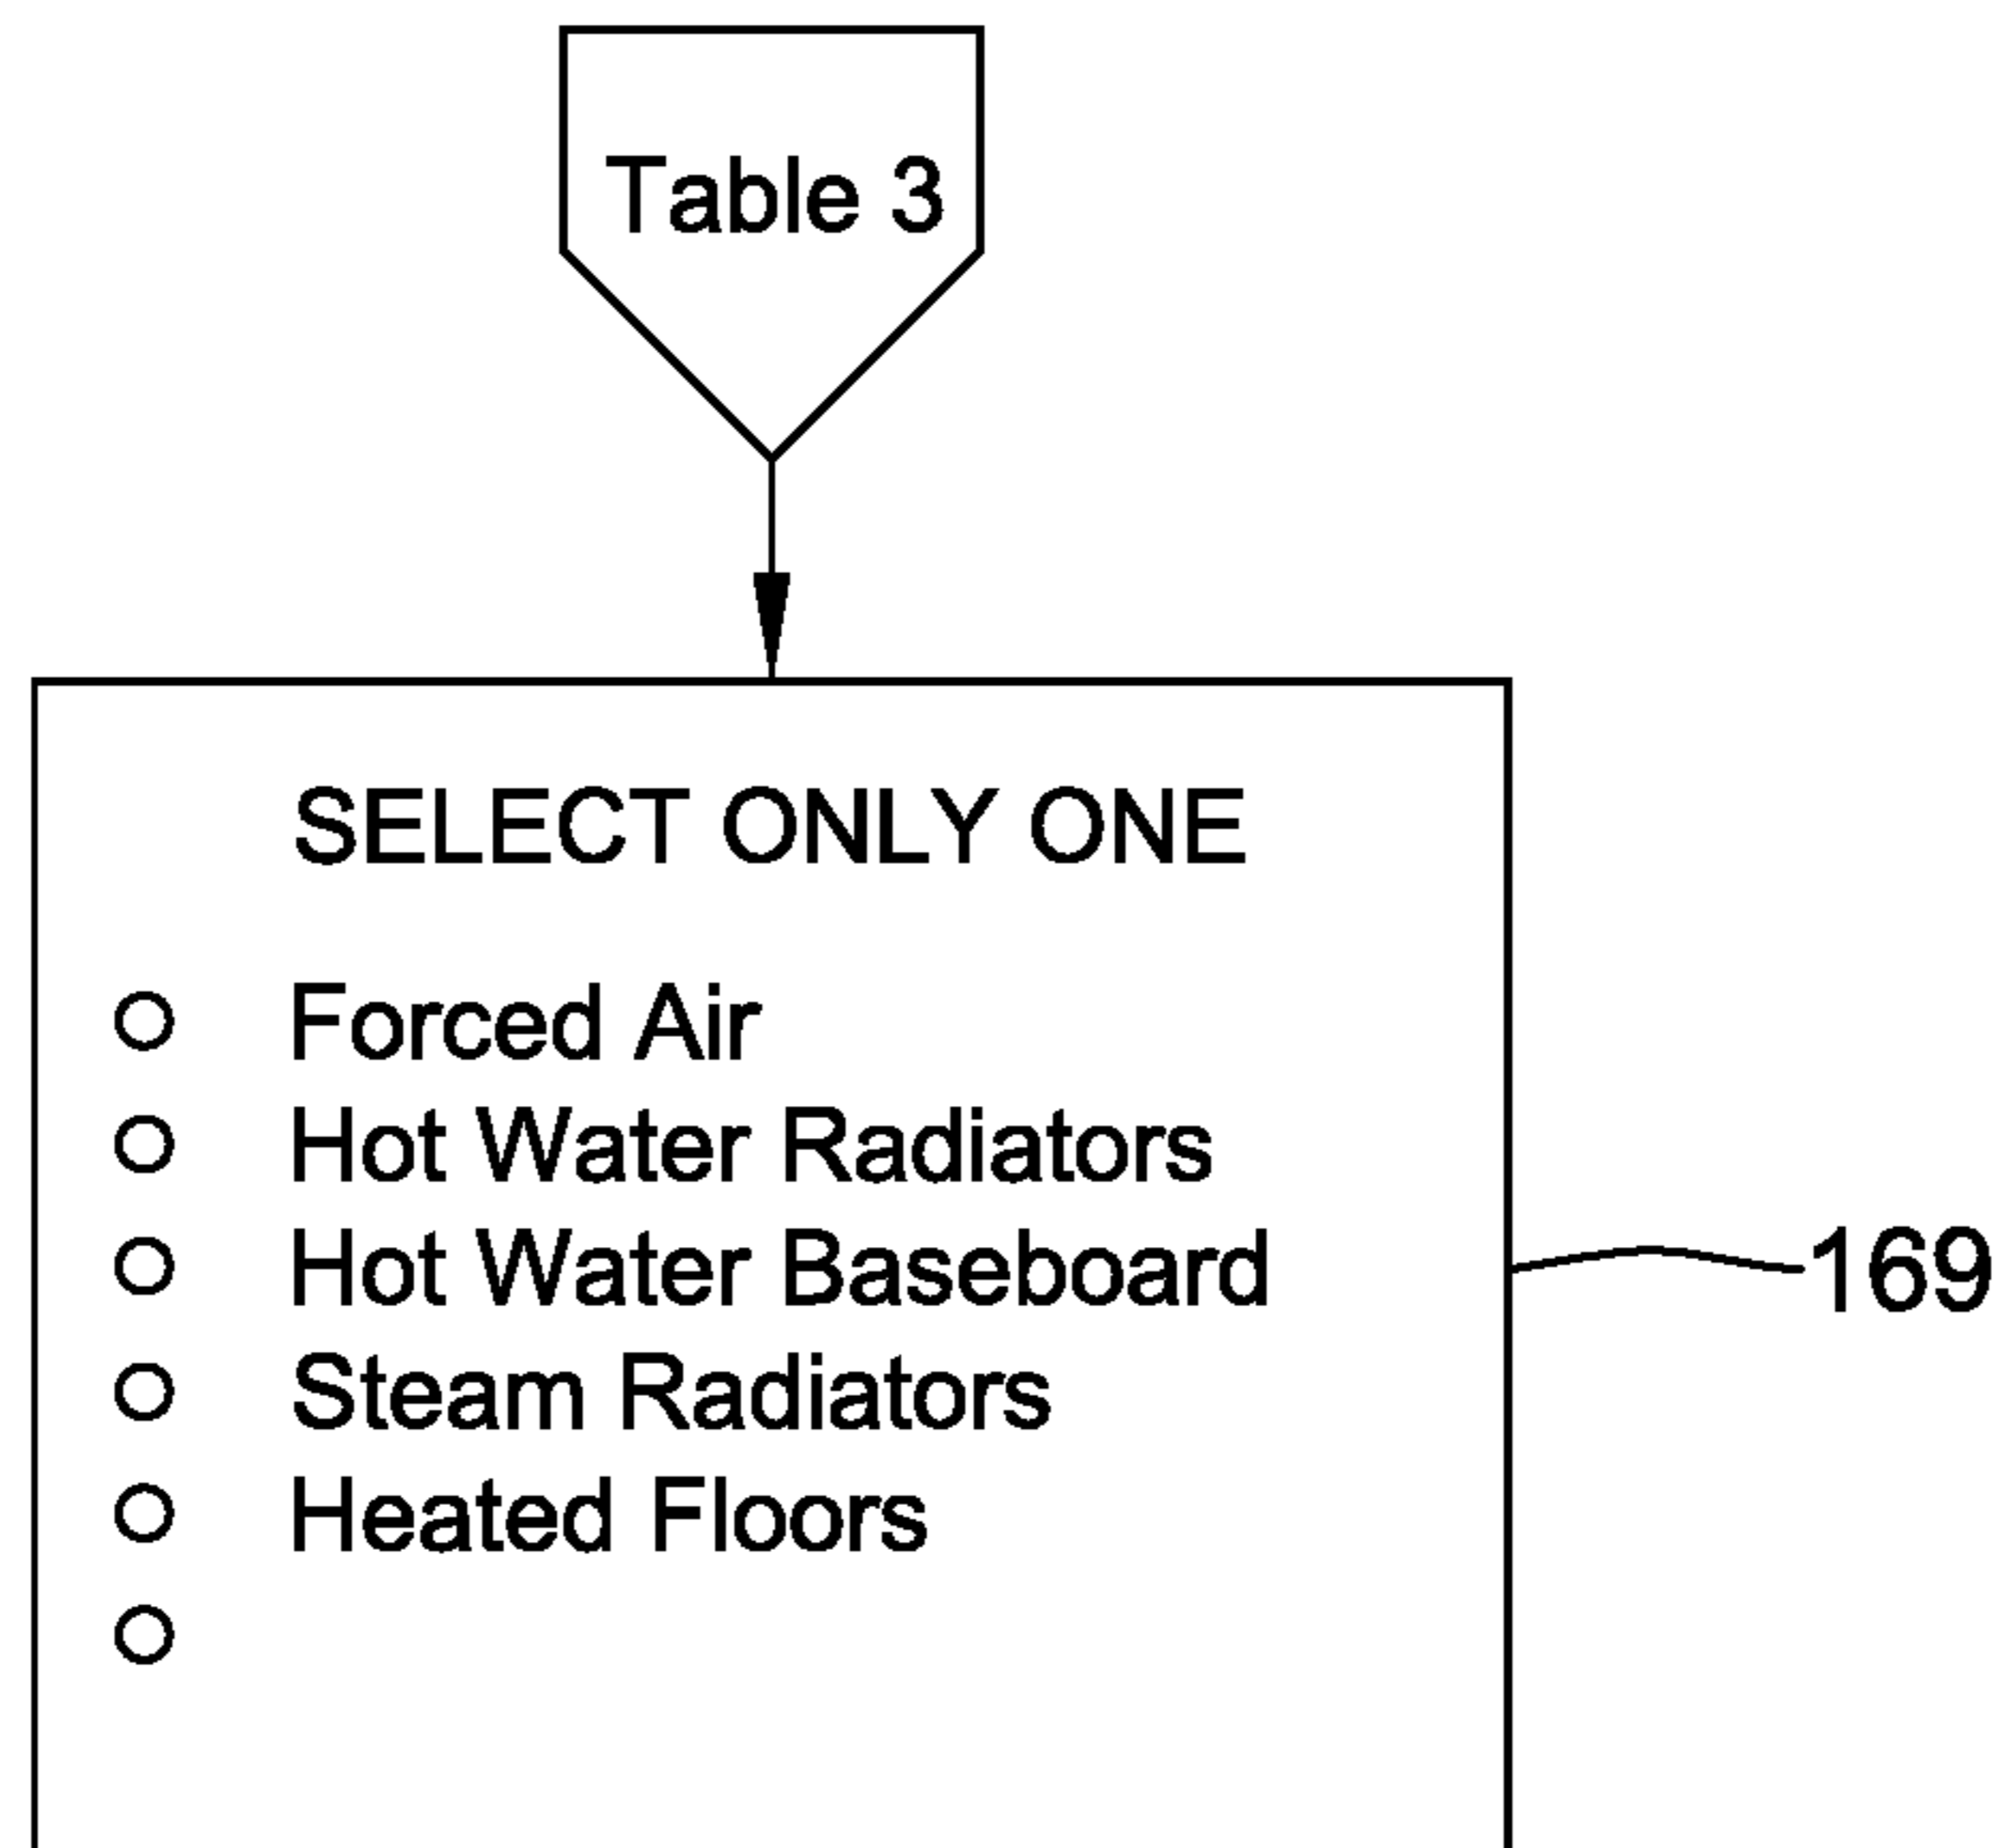 Table 3
SELECT ONLY ONE
Forced Air
Hot Water Radiators
Hot Water Baseboard
169
Steam Radiators
Heated Floors